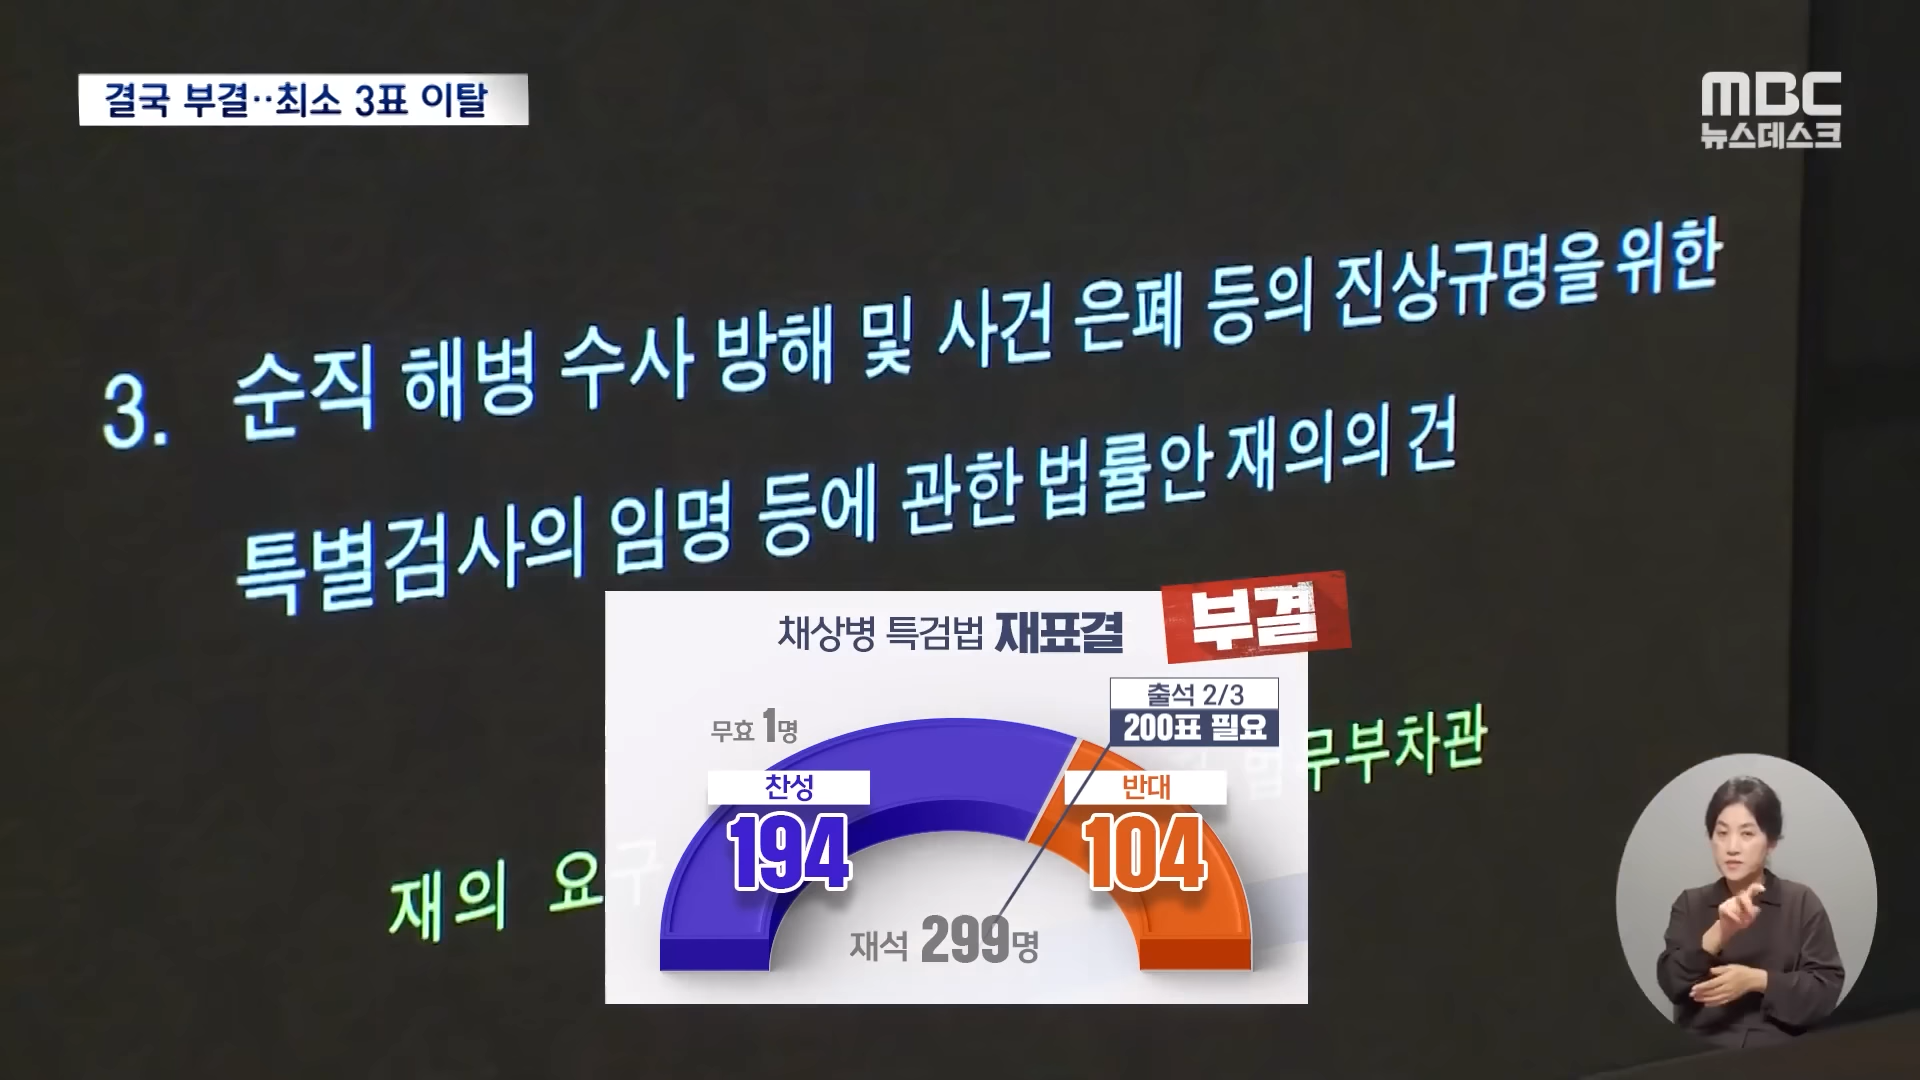 결국 부결··최소 3표 이탈
MBC
뉴스데스크
3. 순직 해병 수사 방해 및 사건 은폐 등의 진상규명을 위한
특별검사의 임명 등에 관한 법률안 재의의 건
채상병 특검법 재표결
부결
출석 2/3
200표 필요
무효 1명
찬성
194
반대
104
재석 299명
법무부차관
재의 요구